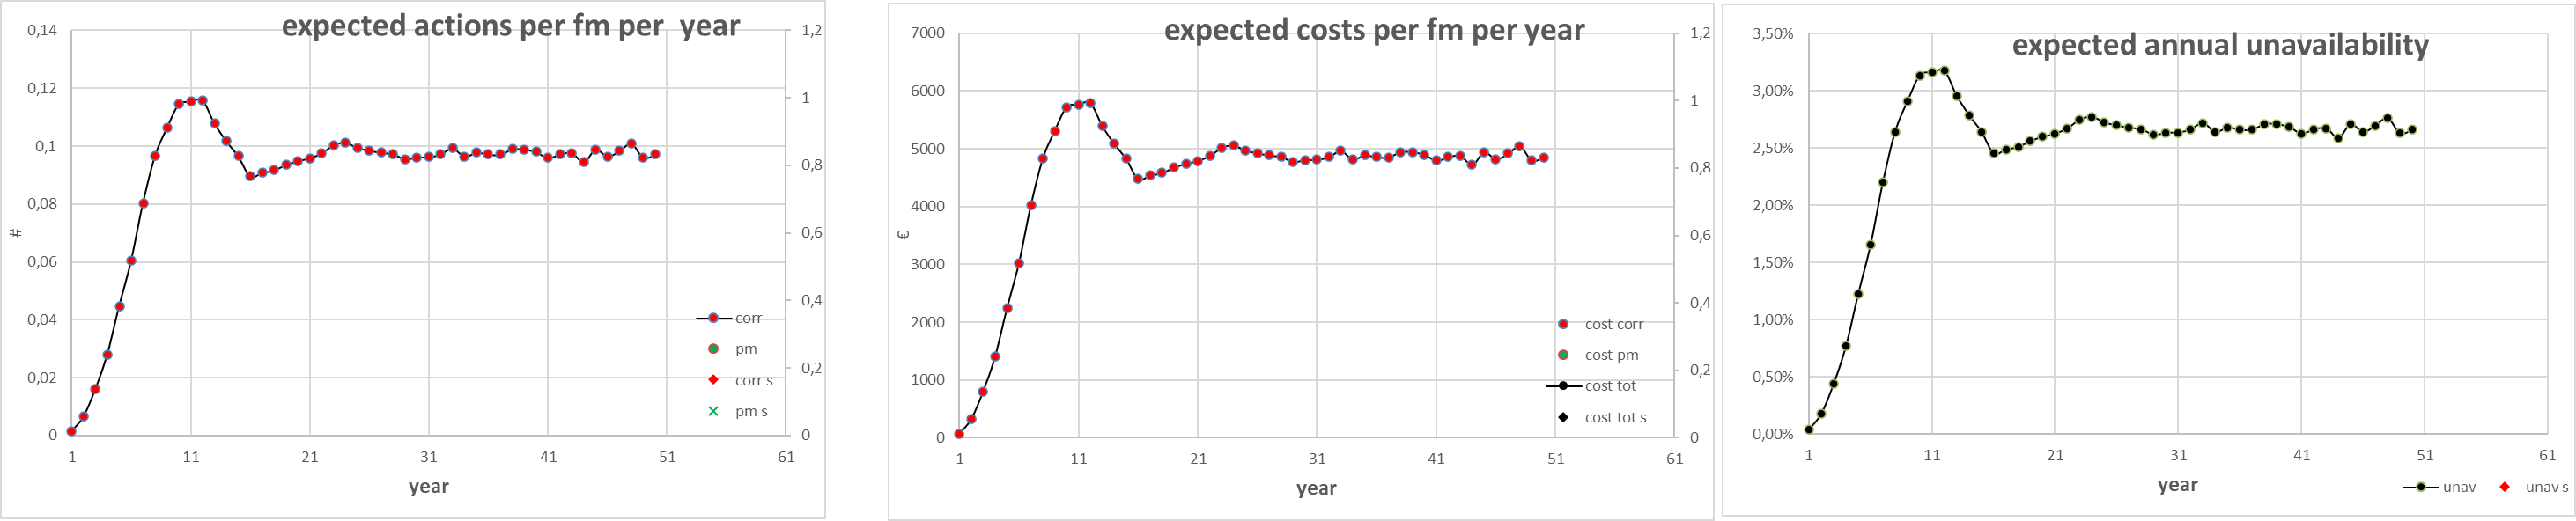 expected actions per fm per  year
0,14
0,12
0,1
0,08
0,06
0,04
0,02
0
#
1,2
1
0,8
0,6
0,4
0,2
0
corr
pm
corr s
pm s
1 11 21 31 41 51 61
year
expected costs per fm per year
7000
6000
5000
4000
3000
2000
1000
0
€
1,2
1
0,8
0,6
0,4
0,2
0
cost corr
cost pm
cost tot
cost tot s
1 11 21 31 41 51 61
year
expected annual unavailability
3,50%
3,00%
2,50%
2,00%
1,50%
1,00%
0,50%
0,00%
1 11 21 31 41 51 61
year
unav unav s